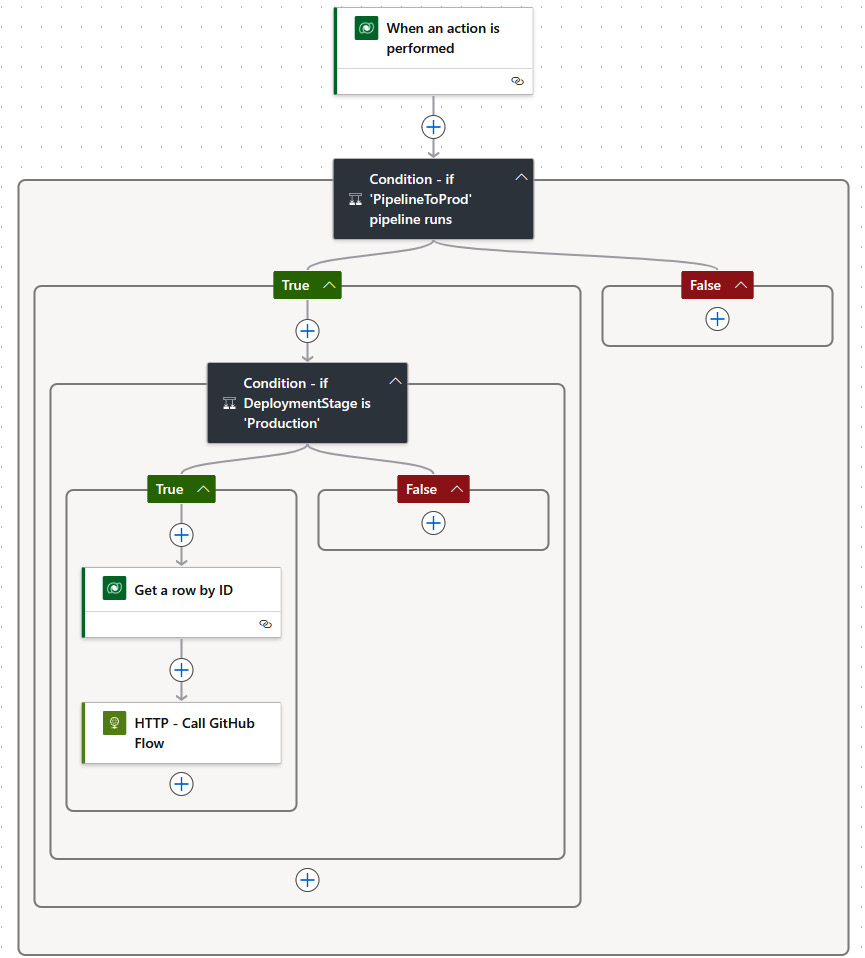 When an action is
performed
Condition - if
'PipelineToProd'
pipeline runs
True
False
Condition - if
DeploymentStage is
'Production'
True
False
Get a row by ID
HTTP - Call GitHub
Flow